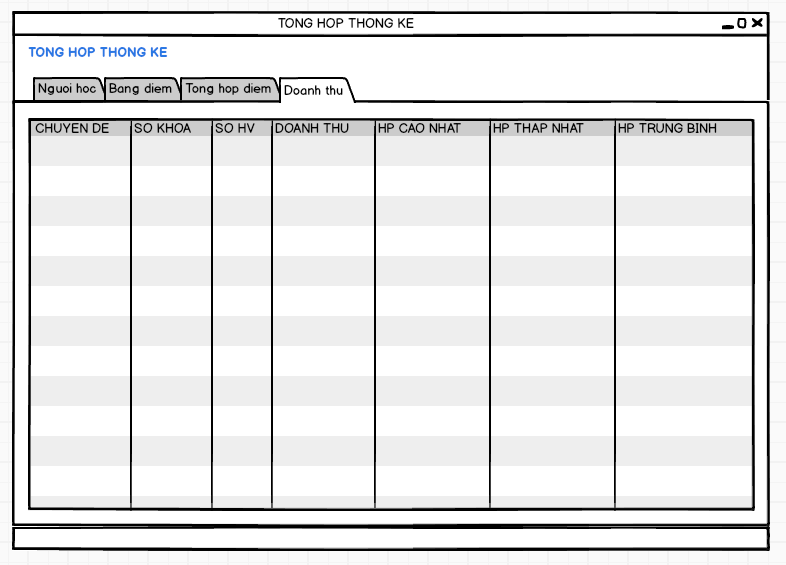 TONG HOP THONG KE
TONG HOP THONG KE
Nguoi hoc Bang diem Tong hop diem Doanh thu
CHUYEN DE SO KHOA SO HV DOANH THU HP CAO NHAT HP THAP NHAT HP TRUNG BINH